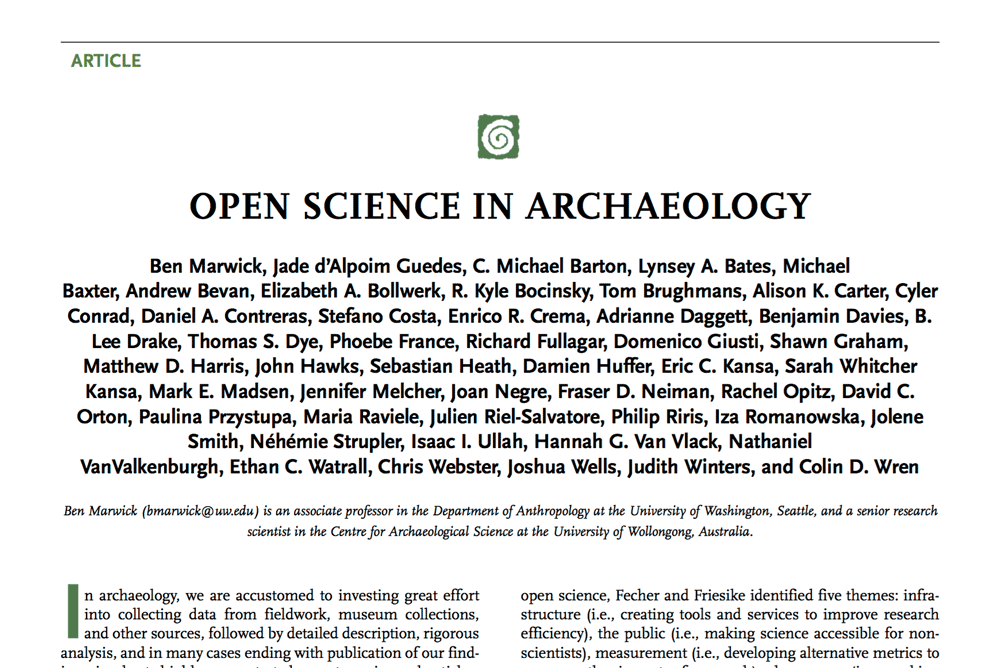 ARTICLE
OPEN SCIENCE IN ARCHAEOLOGY
Ben Marwick, Jade d’Alpoim Guedes, C. Michael Barton, Lynsey A. Bates, Michael
Baxter, Andrew Bevan, Elizabeth A. Bollwerk, R. Kyle Bocinsky, Tom Brughmans, Alison K. Carter, Cyler
Conrad, Daniel A. Contreras, Stefano Costa, Enrico R. Crema, Adrianne Daggett, Benjamin Davies, B.
Lee Drake, Thomas S. Dye, Phoebe France, Richard Fullagar, Domenico Giusti, Shawn Graham,
Matthew D. Harris, John Hawks, Sebastian Heath, Damien Huffer, Eric C. Kansa, Sarah Whitcher
Kansa, Mark E. Madsen, Jennifer Melcher, Joan Negre, Fraser D. Neiman, Rachel Opitz, David C.
Orton, Paulina Przystupa, Maria Raviele, Julien Riel-Salvatore, Philip Riris, Iza Romanowska, Jolene
Smith, Néhémie Strupler, Isaac I. Ullah, Hannah G. Van Vlack, Nathaniel
VanValkenburgh, Ethan C. Watrall, Chris Webster, Joshua Wells, Judith Winters, and Colin D. Wren
Ben Marwick (bmarwick@uw.edu) is an associate professor in the Department of Anthropology at the University of Washington, Seattle, and a senior research
scientist in the Centre for Archaeological Science at the University of Wollongong, Australia.
In archaeology, we are accustomed to investing great effort
into collecting data from fieldwork, museum collections,
and other sources, followed by detailed description, rigorous
analysis, and in many cases ending with publication of our find-
open science, Fecher and Friesike identified five themes: infra-
structure (i.e., creating tools and services to improve research
efficiency), the public (i.e., making science accessible for non-
scientists), measurement (i.e., developing alternative metrics to